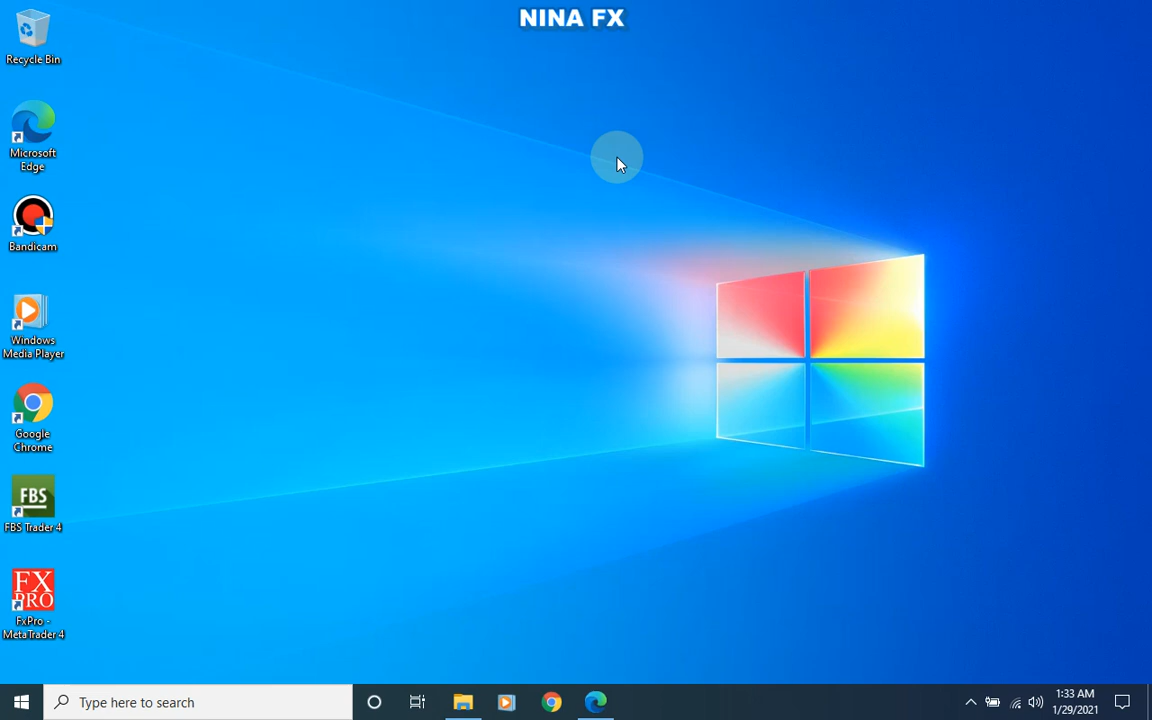 NINA FX
Recycle Bin
Microsoft
Edge
Bandicam
Windows
Media Player
Google
Chrome
FBS
FBS Trader 4
FX
PRO
FxPro -
MetaTrader 4
Type here to search
1:33 AM
1/29/2021